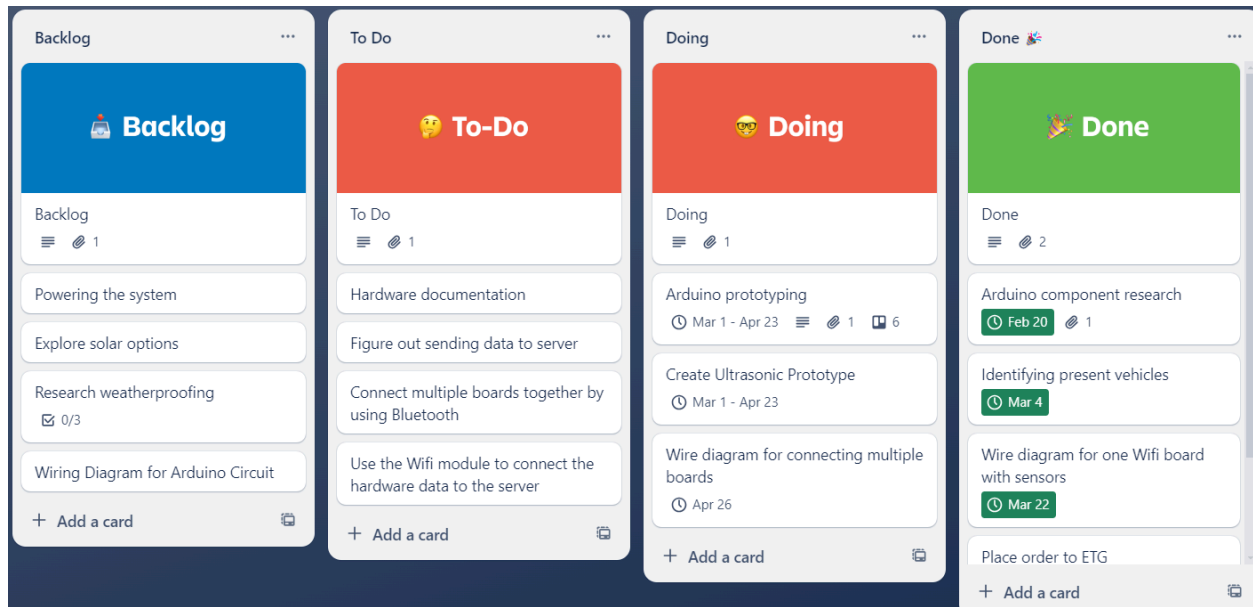 Backlog
Backlog
Backlog
1
Powering the system
Explore solar options
Research weatherproofing
0/3
Wiring Diagram for Arduino Circuit
+ Add a card
To Do
To-Do
To Do
1
Hardware documentation
Figure out sending data to server
Connect multiple boards together by
using Bluetooth
Use the Wifi module to connect the
hardware data to the server
+ Add a card
Doing
Doing
Doing
1
Arduino prototyping
Mar 1 - Apr 23 1 6
Create Ultrasonic Prototype
Mar 1 - Apr 23
Wire diagram for connecting multiple
boards
Apr 26
+ Add a card
Done 🎉
Done
Done
2
Arduino component research
Feb 20 1
Identifying present vehicles
Mar 4
Wire diagram for one Wifi board
with sensors
Mar 22
Place order to ETG
+ Add a card